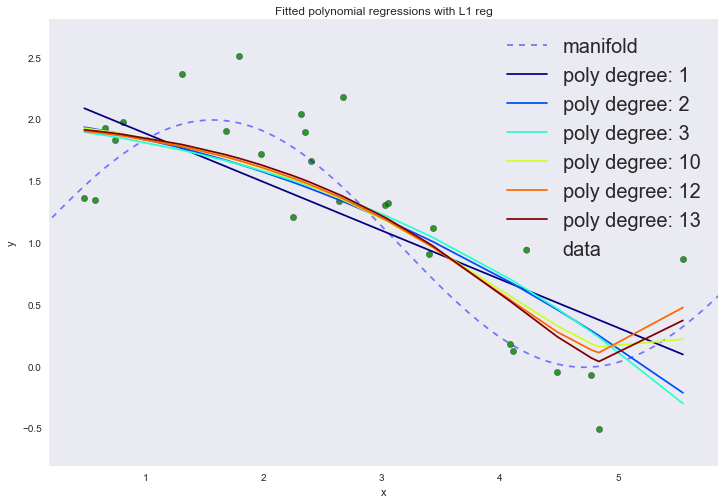 Fitted polynomial regressions with L1 reg
manifold
poly degree: 1
poly degree: 2
poly degree: 3
poly degree: 10
poly degree: 12
poly degree: 13
data
2.5
2.0
1.5
1.0
0.5
0.0
−0.5
y
1 2 3 4 5
x